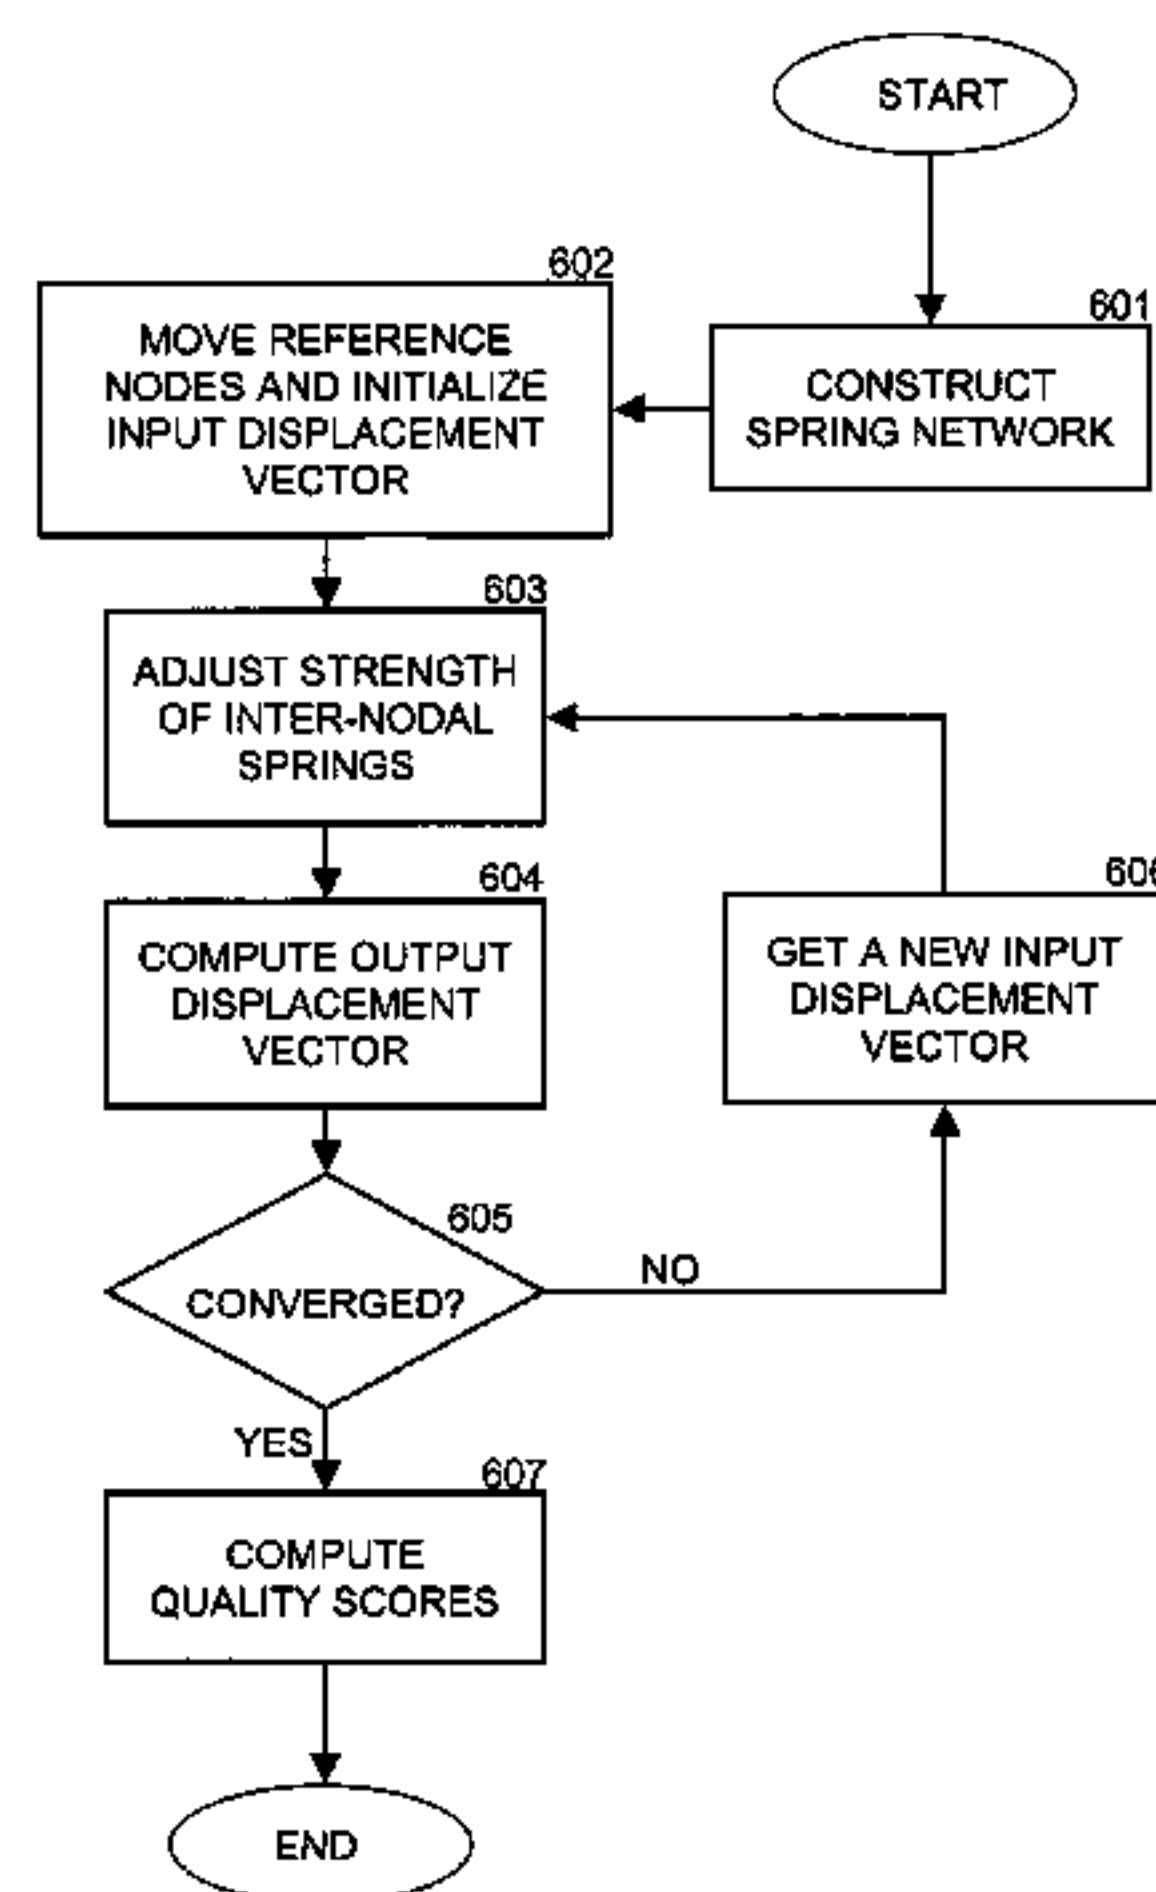 START
601
CONSTRUCT
SPRING NETWORK
602
MOVE REFERENCE
NODES AND INITIALIZE
INPUT DISPLACEMENT
VECTOR
603
ADJUST STRENGTH
OF INTER-NODAL
SPRINGS
604
COMPUTE OUTPUT
DISPLACEMENT
VECTOR
605
CONVERGED?
NO
606
GET A NEW INPUT
DISPLACEMENT
VECTOR
YES
607
COMPUTE
QUALITY SCORES
END